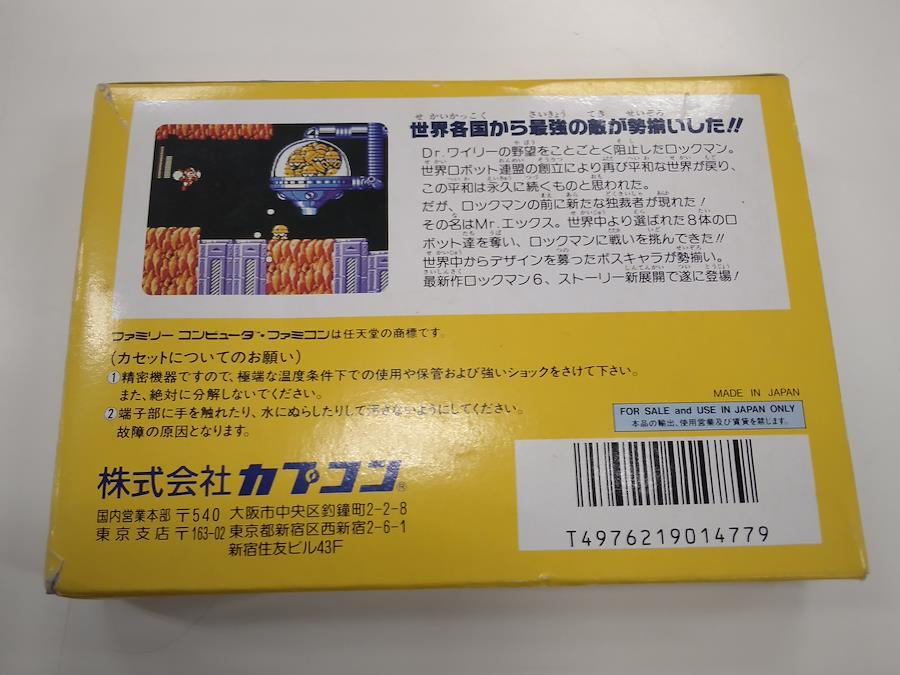 世界各国から最強の敵が勢揃いした!!
Dr.ワイリーの野望をことごとく阻止したロックマン。
世界ロボット連盟の創立により再び平和な世界が戻り、
この平和は永久に続くものと思われた。
だが、ロックマンの前に新たな独裁者が現れた!
その名はMr.エックス。世界中より選ばれた8体のロ
ボット達を奪い、ロックマンに戦いを挑んできた!!
世界中からデザインを募ったボスキャラが勢揃い。
最新作ロックマン6、ストーリー新展開で遂に登場!
ファミリーコンピュータ・ファミコンは任天堂の商標です。
(カセットについてのお願い)
①精密機器ですので、極端な温度条件下での使用や保管および強いショックをさけて下さい。
また、絶対に分解しないでください。
②端子部に手を触れたり、水にぬらしたりして汚さないようにしてください。
故障の原因となります。
MADE IN JAPAN
FOR SALE and USE IN JAPAN ONLY
本品の輸出、使用営業及び賃貸を禁じます。
株式会社カプコン®
国内営業本部 〒540 大阪市中央区釣鐘町2-2-8
東京支店 〒163-02 東京都新宿区西新宿2-6-1
新宿住友ビル43F
T4976219014779